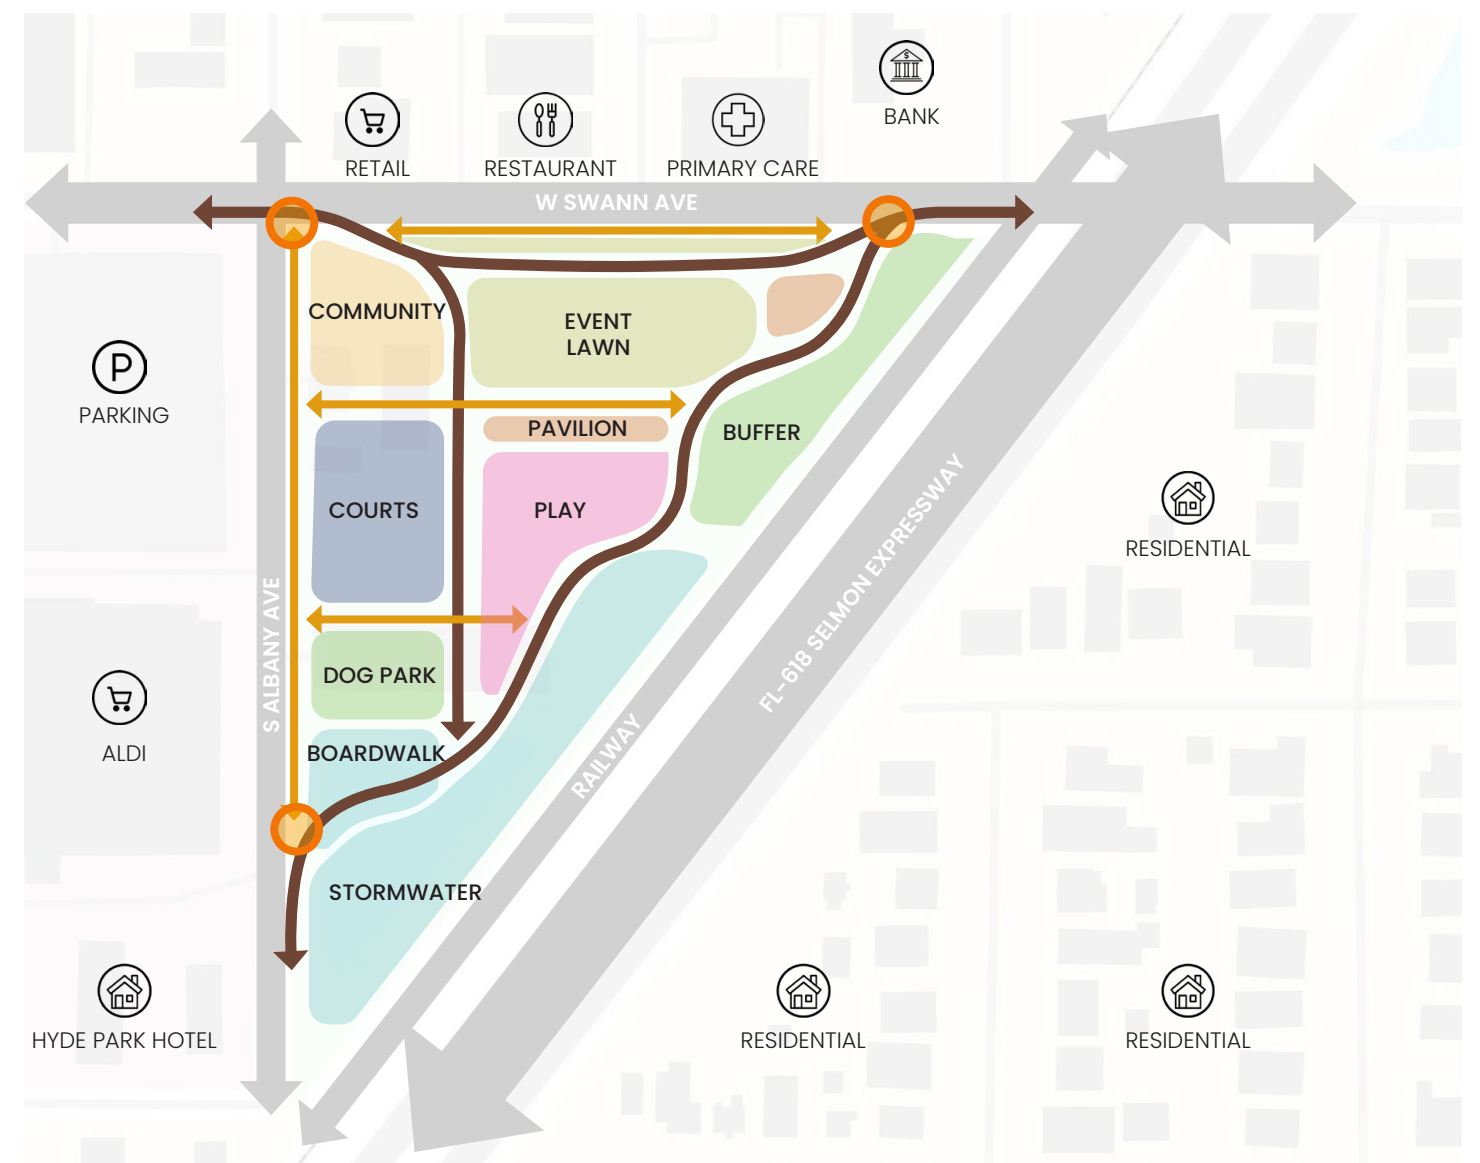 BANK
RETAIL
RESTAURANT
PRIMARY CARE
W SWANN AVE
COMMUNITY
EVENT
LAWN
PARKING
PAVILION
BUFFER
COURTS
PLAY
RESIDENTIAL
FL-618 SELMON EXPRESSWAY
S ALBANY AVE
DOG PARK
ALDI
BOARDWALK
RAILWAY
STORMWATER
HYDE PARK HOTEL
RESIDENTIAL
RESIDENTIAL
P
$